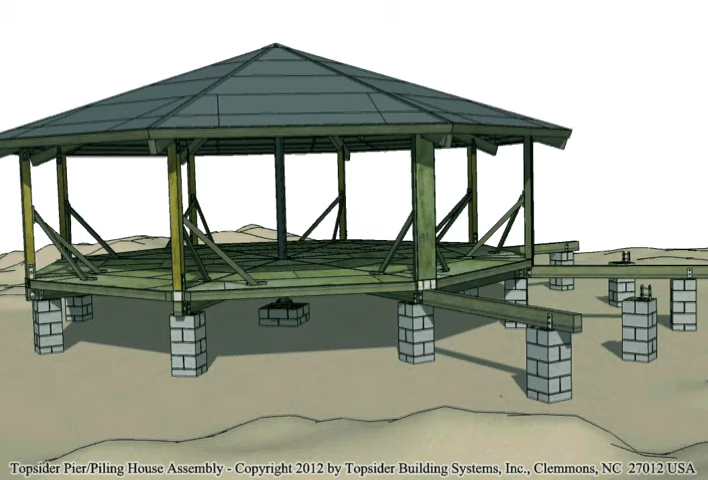 Topsider Pier/Piling House Assembly - Copyright 2012 by Topsider Building Systems, Inc., Clemmons, NC  27012 USA